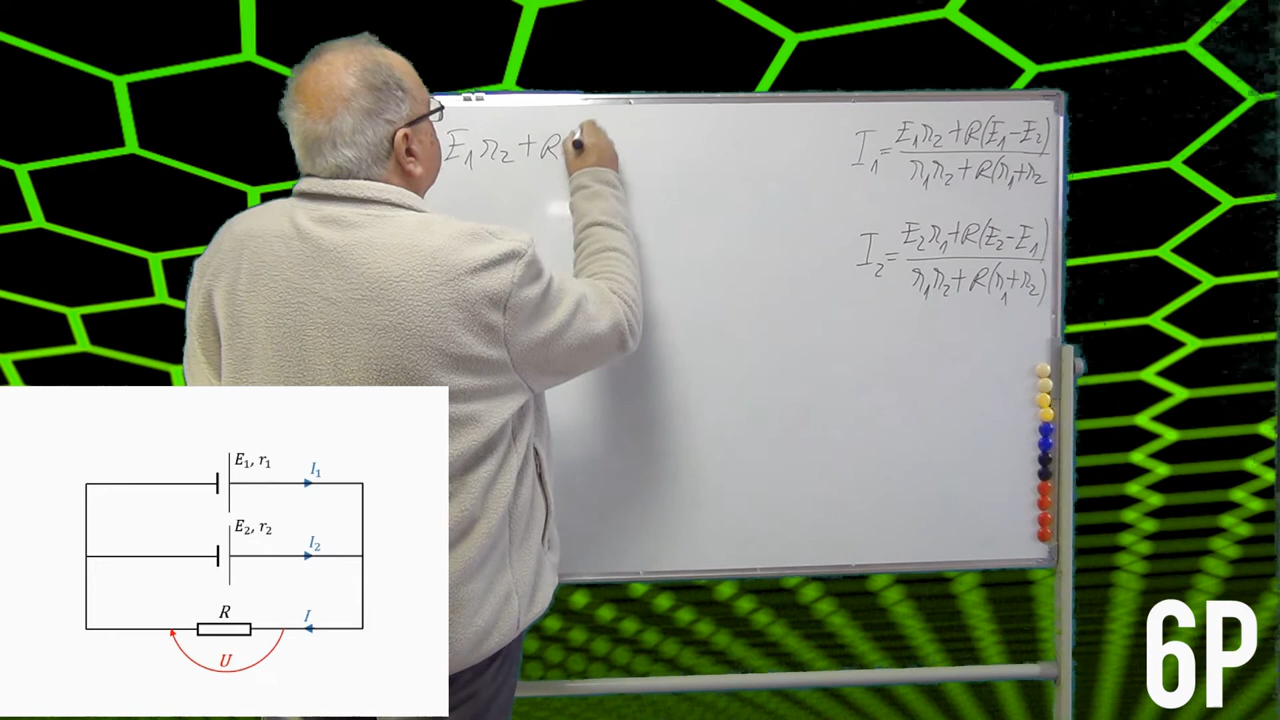 E₁r₂+R
I₁=
E₁r₂+R(E₁-E₂)
r₁r₂+R(r₁+r₂
I₂=
E₂r₁+R(E₂-E₁)
r₁r₂+R(r₁+r₂)
E₁, r₁
I₁
E₂, r₂
I₂
R
I
U
6P